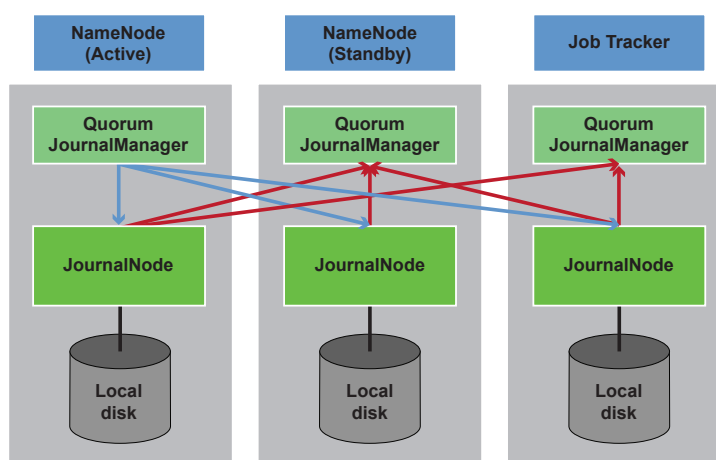 NameNode
(Active)
NameNode
(Standby)
Job Tracker
Quorum
JournalManager
Quorum
JournalManager
Quorum
JournalManager
JournalNode
JournalNode
JournalNode
Local
disk
Local
disk
Local
disk